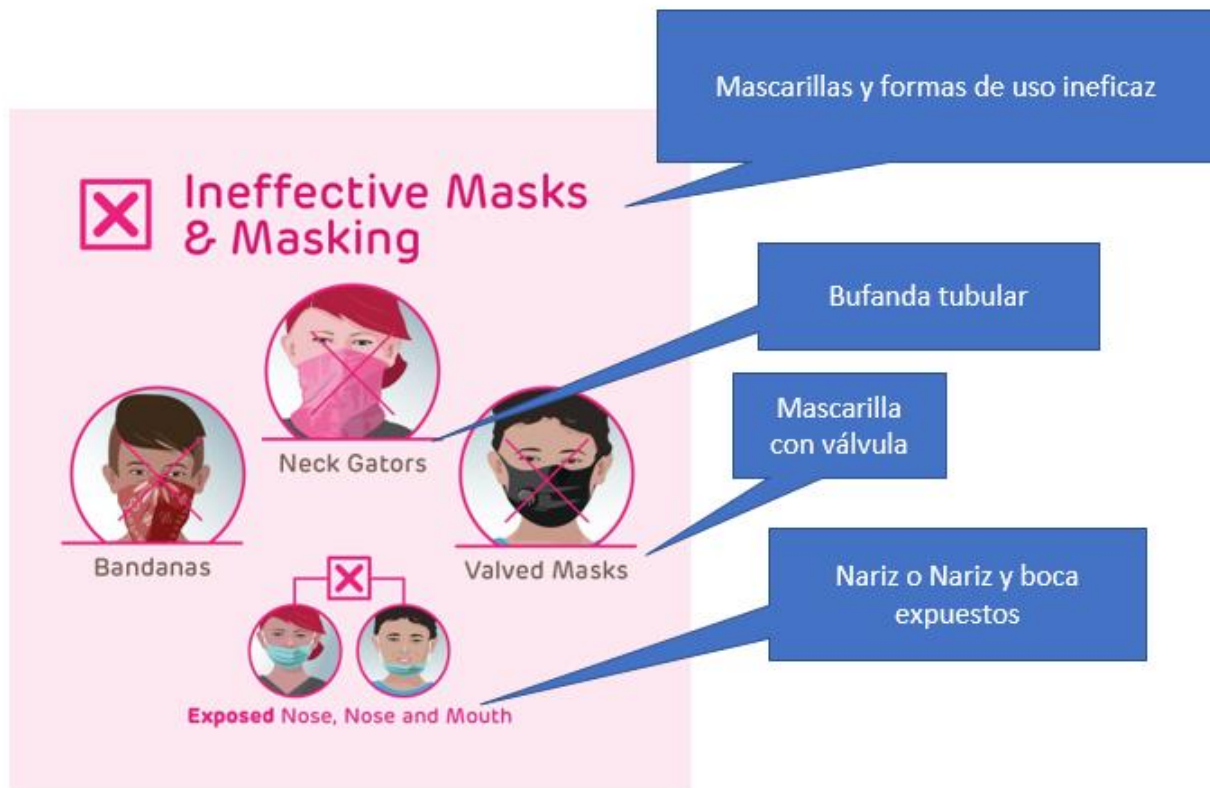 Mascarillas y formas de uso ineficaz
Ineffective Masks
& Masking
Bufanda tubular
Neck Gators
Mascarilla
con válvula
Bandanas
Valved Masks
Nariz o Nariz y boca
expuestos
Exposed Nose, Nose and Mouth